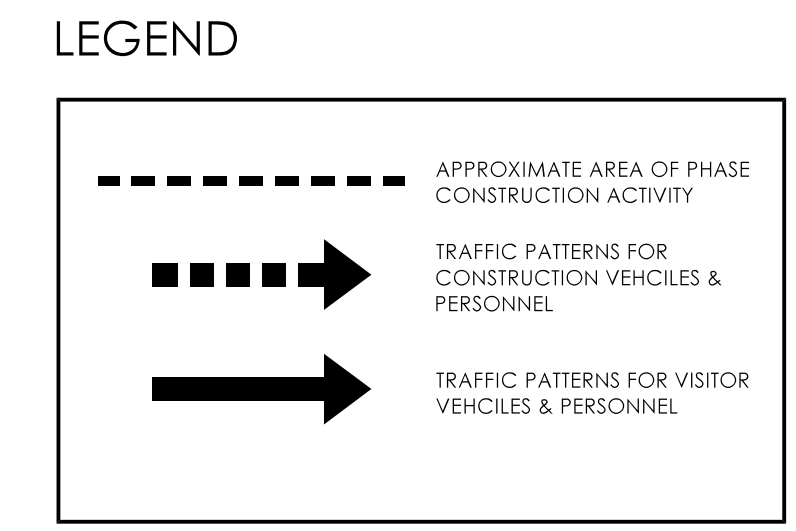 LEGEND
APPROXIMATE AREA OF PHASE
CONSTRUCTION ACTIVITY
TRAFFIC PATTERNS FOR
CONSTRUCTION VEHCILES &
PERSONNEL
TRAFFIC PATTERNS FOR VISITOR
VEHCILES & PERSONNEL